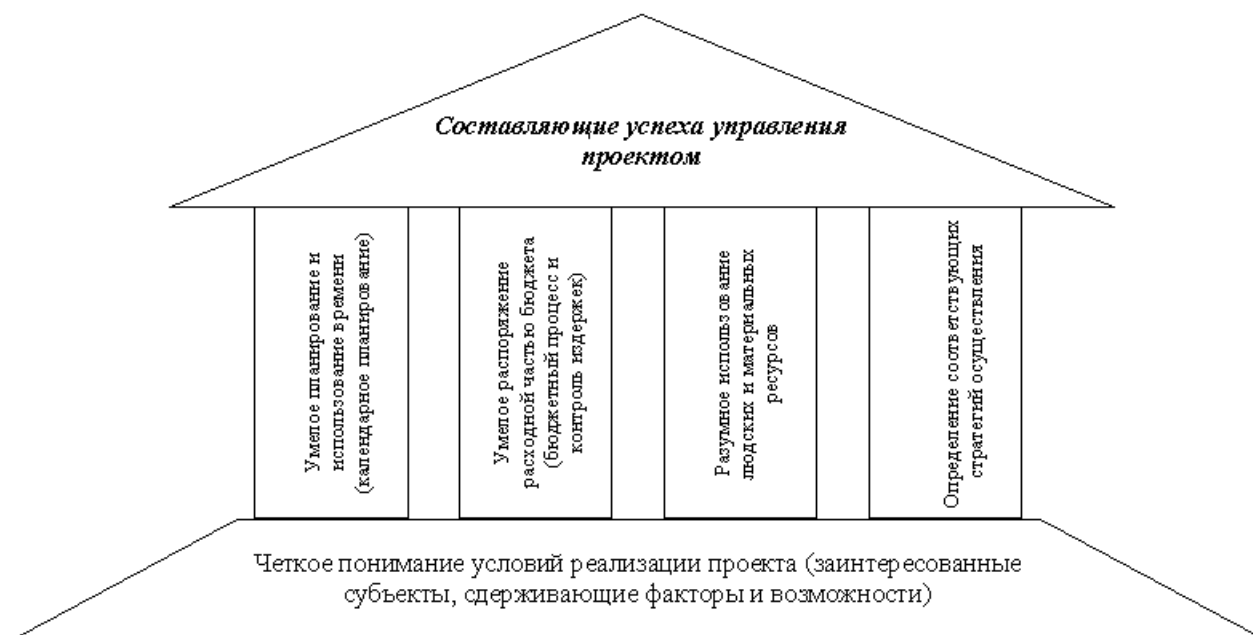 Составляющие успеха управления
проектом
Умелое планирование и
использование времени
(календарное планирование)
Умелое распоряжение
расходной частью бюджета
(бюджетный процесс и
контроль издержек)
Разумное использование
людских и материальных
ресурсов
Определение соответствующих
стратегий осуществления
Четкое понимание условий реализации проекта (заинтересованные
субъекты, сдерживающие факторы и возможности)